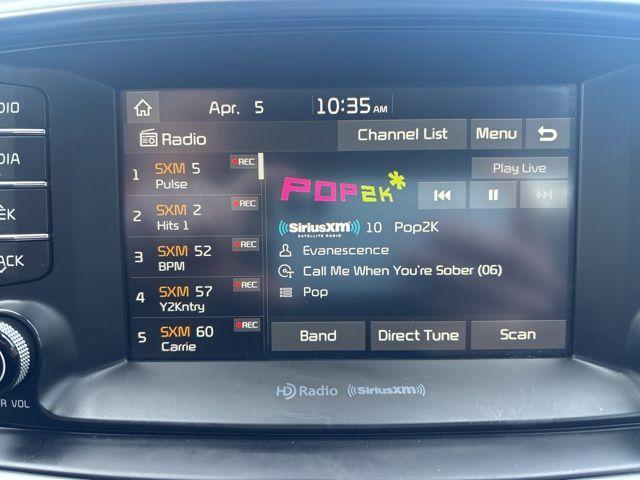 Apr. 5 10:35 AM
Radio Channel List Menu
1 SXM 5 REC
Pulse
2 SXM 2 REC
Hits 1
3 SXM 52 REC
BPM
4 SXM 57 REC
Y2Kntry
5 SXM 60 REC
Carrie
Play Live
POP2K
SiriusXM 10 Pop2K
SATELLITE RADIO
Evanescence
Call Me When You're Sober (06)
Pop
Band Direct Tune Scan
HD Radio SiriusXM
VOL